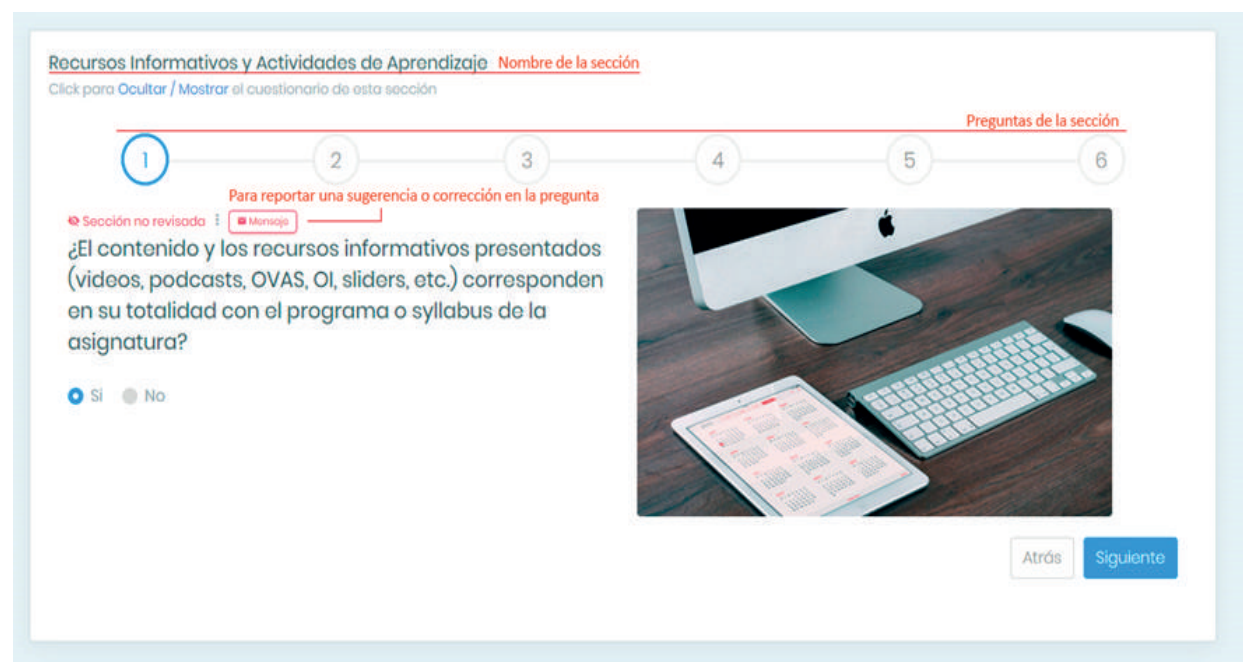 Recursos Informativos y Actividades de Aprendizaje Nombre de la sección
Click para Ocultar / Mostrar el cuestionario de esta sección
Preguntas de la sección
1 2 3 4 5 6
Para reportar una sugerencia o corrección en la pregunta
Sección no revisada Mensaje
¿El contenido y los recursos informativos presentados
(videos, podcasts, OVAS, OI, sliders, etc.) corresponden
en su totalidad con el programa o syllabus de la
asignatura?
Si No
Atrás Siguiente